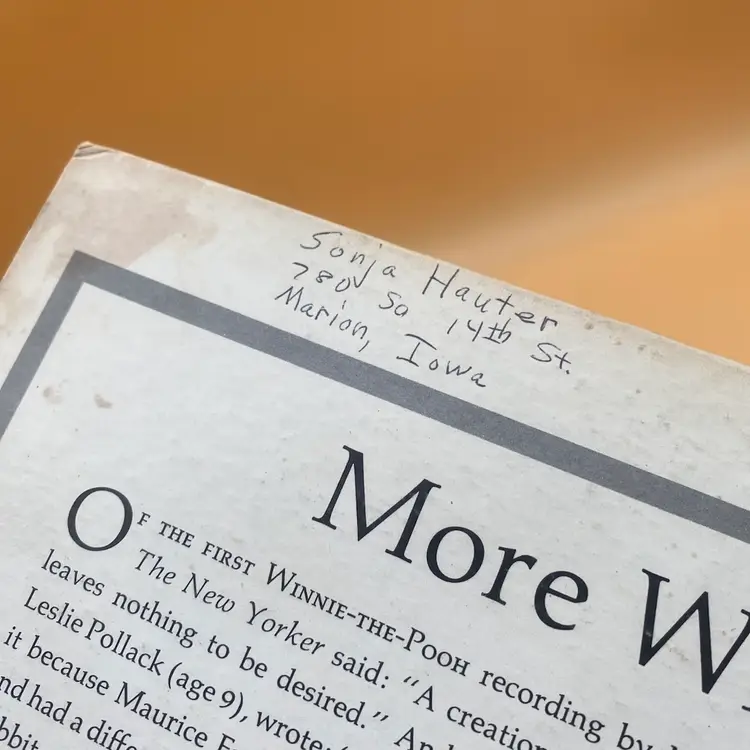 Sonja Hauter
780 So 14th St.
Marion, Iowa
More W
OF THE FIRST WINNIE-THE-POOH recording by
The New Yorker said: "A creation
leaves nothing to be desired." An
Leslie Pollack (age 9), wrote:
it because Maurice E
nd had a diffe
bbit